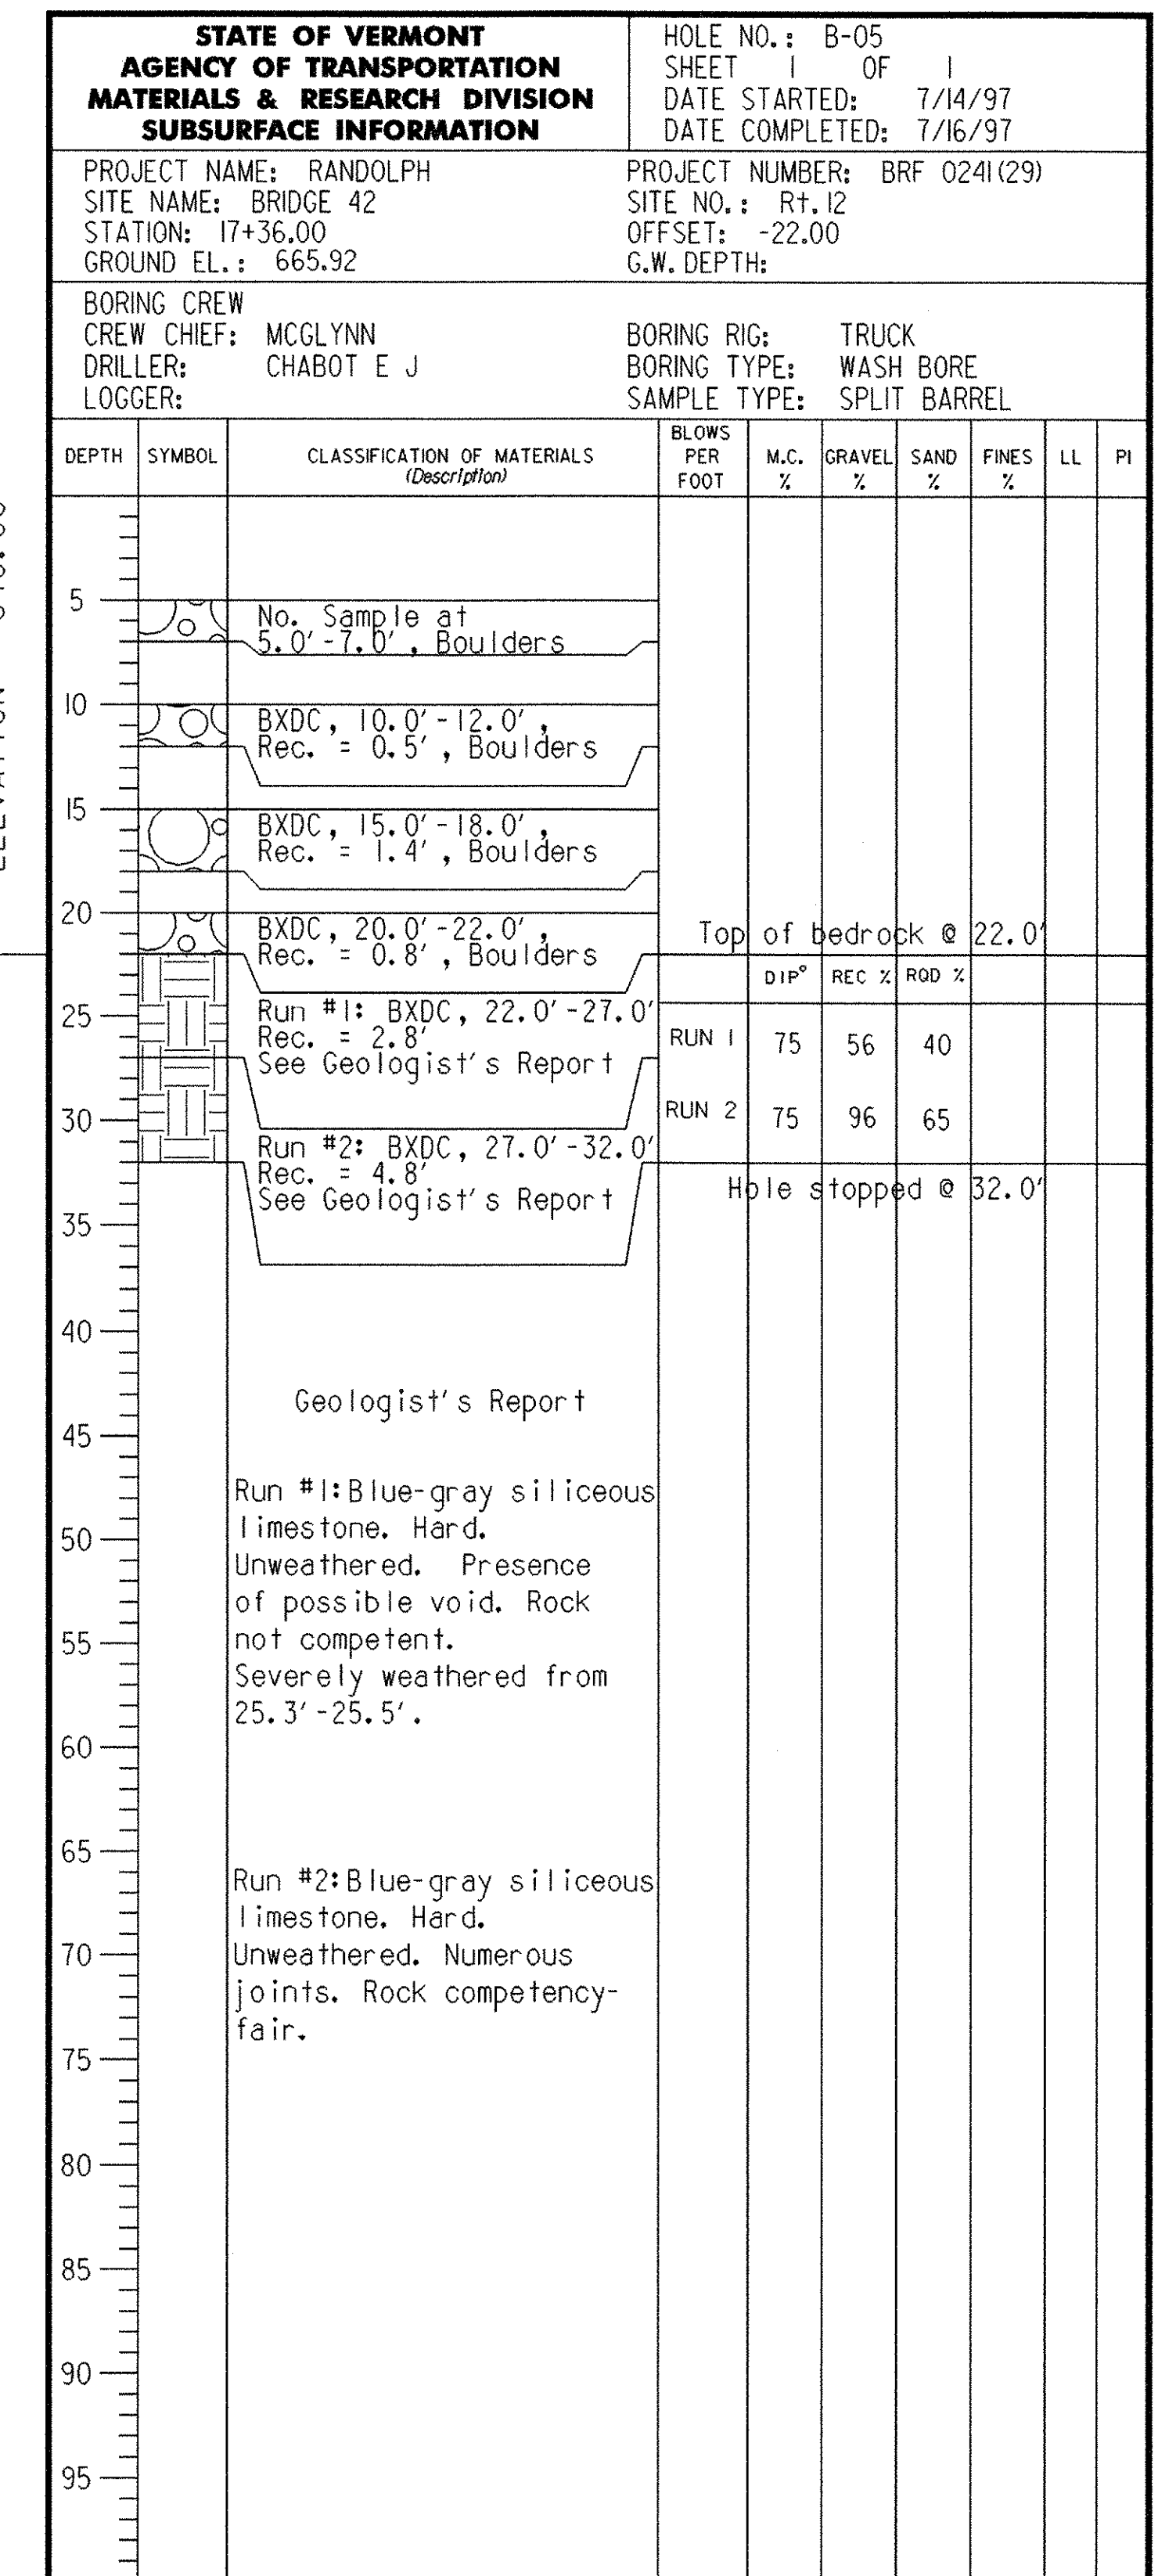 STATE OF VERMONT
AGENCY OF TRANSPORTATION
MATERIALS & RESEARCH DIVISION
SUBSURFACE INFORMATION
HOLE NO.: B-05
SHEET 1 OF 1
DATE STARTED: 7/14/97
DATE COMPLETED: 7/16/97
PROJECT NAME: RANDOLPH
SITE NAME: BRIDGE 42
STATION: 17+36.00
GROUND EL.: 665.92
PROJECT NUMBER: BRF 0241(29)
SITE NO.: Rt.12
OFFSET: -22.00
G.W. DEPTH:
BORING CREW
CREW CHIEF: MCGLYNN
DRILLER: CHABOT E J
LOGGER:
BORING RIG: TRUCK
BORING TYPE: WASH BORE
SAMPLE TYPE: SPLIT BARREL
DEPTH
SYMBOL
CLASSIFICATION OF MATERIALS
(Description)
BLOWS
PER
FOOT
M.C.
%
GRAVEL
%
SAND
%
FINES
%
LL
PI
5
No. Sample at
5.0'-7.0', Boulders
10
BXDC, 10.0'-12.0',
Rec. = 0.5', Boulders
15
BXDC, 15.0'-18.0',
Rec. = 1.4', Boulders
20
BXDC, 20.0'-22.0',
Rec. = 0.8', Boulders
Top of bedrock @ 22.0'
DIP° REC % RQD %
25
Run #1: BXDC, 22.0'-27.0'
Rec. = 2.8'
See Geologist's Report
RUN 1 75 56 40
30
RUN 2 75 96 65
Run #2: BXDC, 27.0'-32.0'
Rec. = 4.8'
See Geologist's Report
Hole stopped @ 32.0'
35
40
Geologist's Report
45
Run #1:Blue-gray siliceous
limestone. Hard.
50
Unweathered. Presence
of possible void. Rock
not competent.
55
Severely weathered from
25.3'-25.5'.
60
65
Run #2:Blue-gray siliceous
limestone. Hard.
70
Unweathered. Numerous
joints. Rock competency-
fair.
75
80
85
90
95